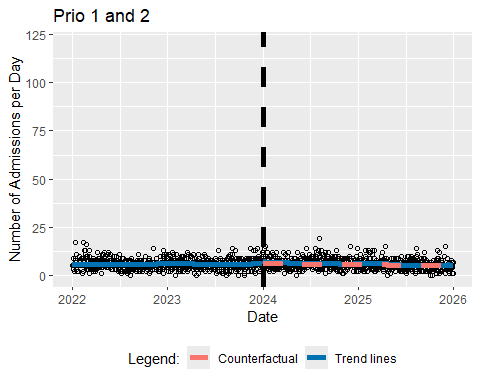 Prio 1 and 2
Number of Admissions per Day
125
100
75
50
25
0
2022 2023 2024 2025 2026
Date
Legend: Counterfactual Trend lines